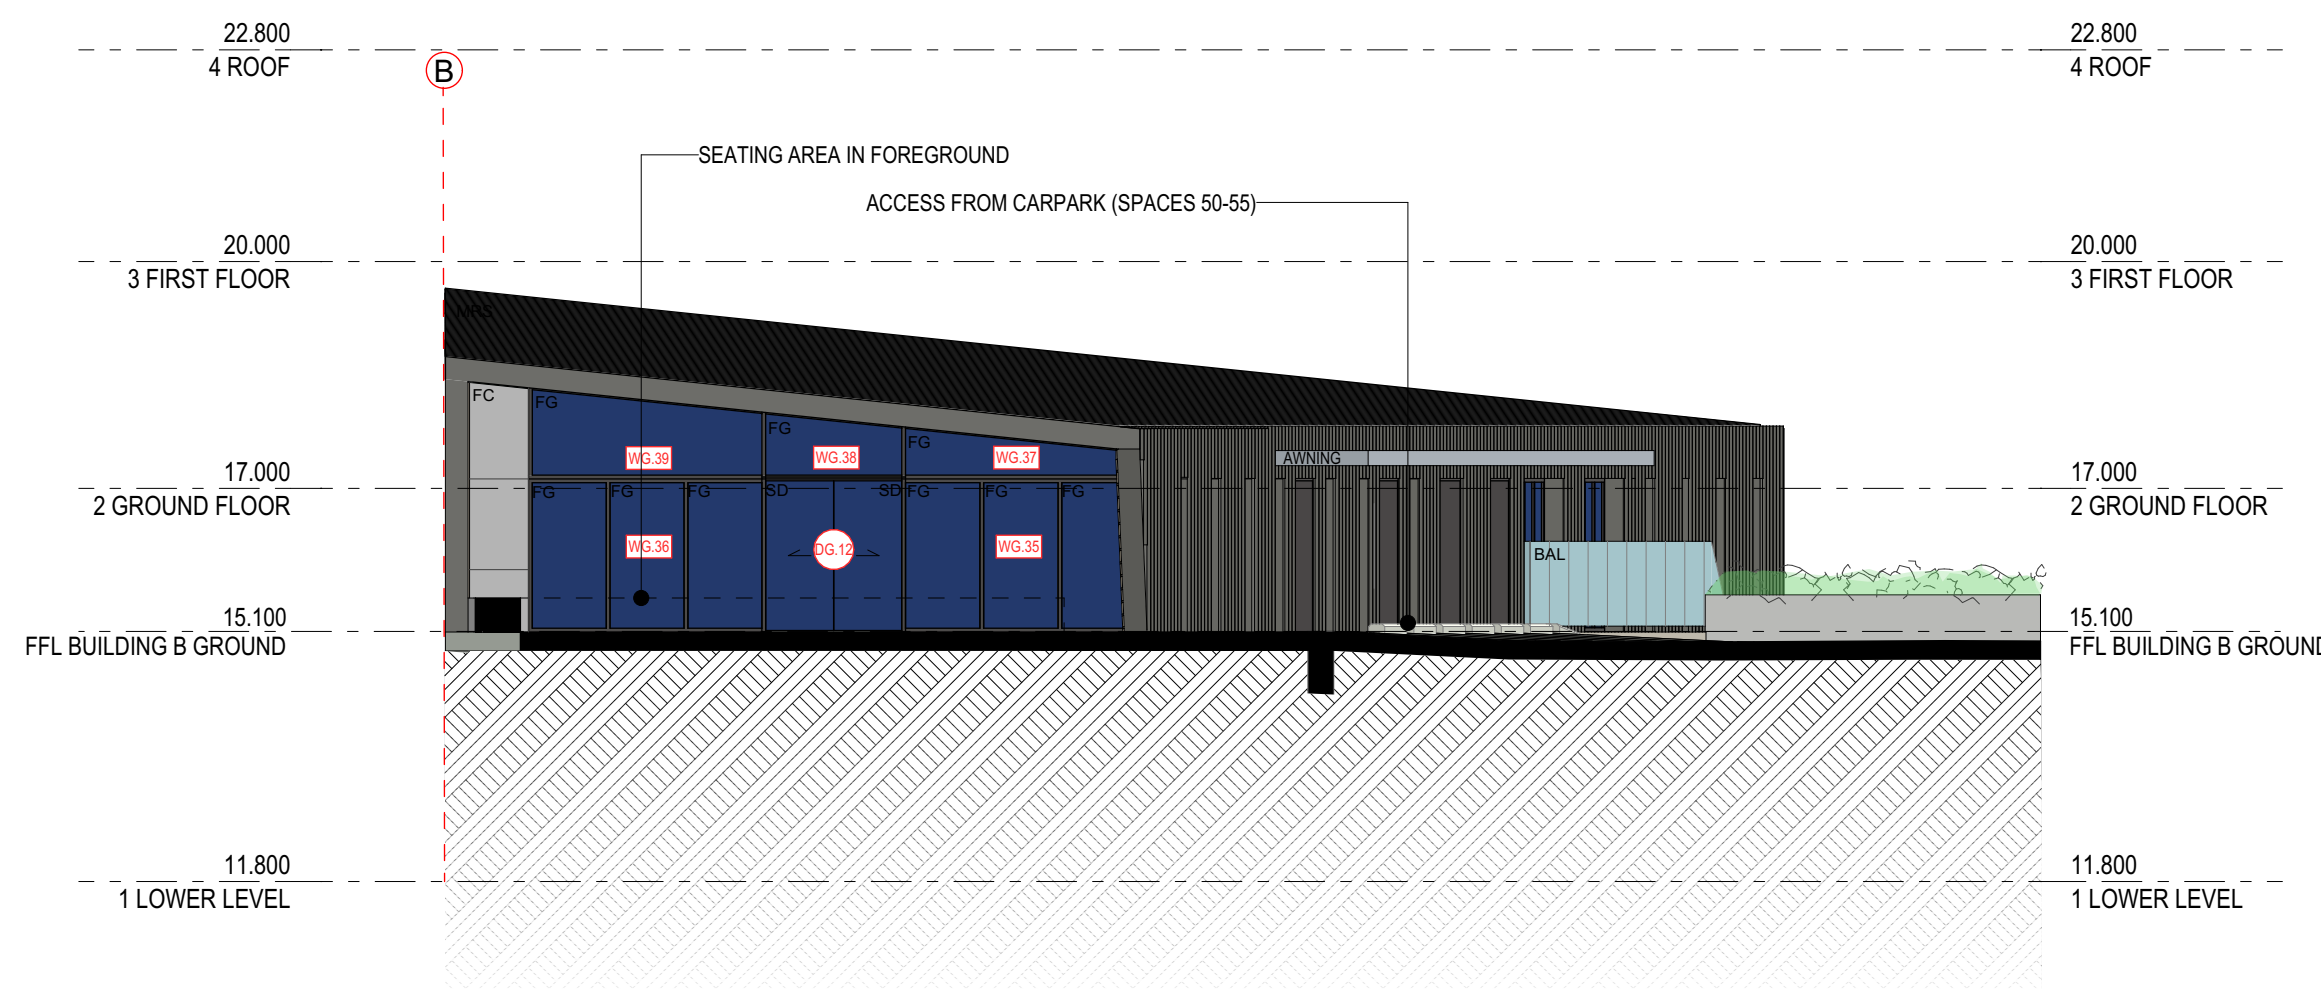 22.800
4 ROOF
22.800
4 ROOF
B
SEATING AREA IN FOREGROUND
ACCESS FROM CARPARK (SPACES 50-55)
20.000
3 FIRST FLOOR
20.000
3 FIRST FLOOR
MRS
FC
FG
FG
FG
WG.39
WG.38
WG.37
AWNING
17.000
2 GROUND FLOOR
17.000
2 GROUND FLOOR
FG
FG
FG
SD
SD
FG
FG
FG
WG.36
DG.12
WG.35
BAL
15.100
FFL BUILDING B GROUND
15.100
FFL BUILDING B GROUND
11.800
1 LOWER LEVEL
11.800
1 LOWER LEVEL